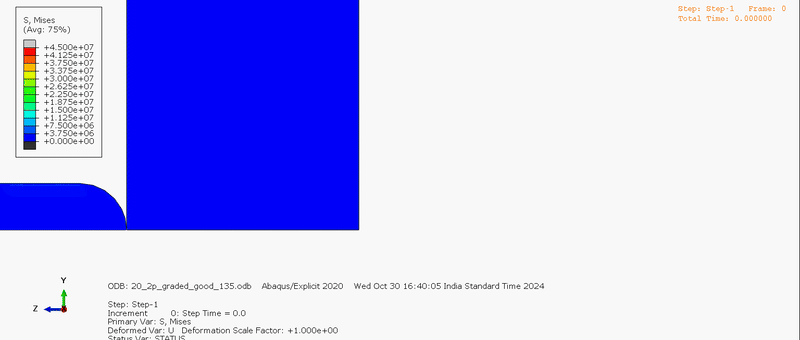 S, Mises
(Avg: 75%)
+4.500e+07
+4.125e+07
+3.750e+07
+3.375e+07
+3.000e+07
+2.625e+07
+2.250e+07
+1.875e+07
+1.500e+07
+1.125e+07
+7.500e+06
+3.750e+06
+0.000e+00
Step: Step-1 Frame: 0
Total Time: 0.000000
Y
Z
ODB: 20_2p_graded_good_135.odb Abaqus/Explicit 2020 Wed Oct 30 16:40:05 India Standard Time 2024
Step: Step-1
Increment 0: Step Time = 0.0
Primary Var: S, Mises
Deformed Var: U Deformation Scale Factor: +1.000e+00
Status Var: STATUS